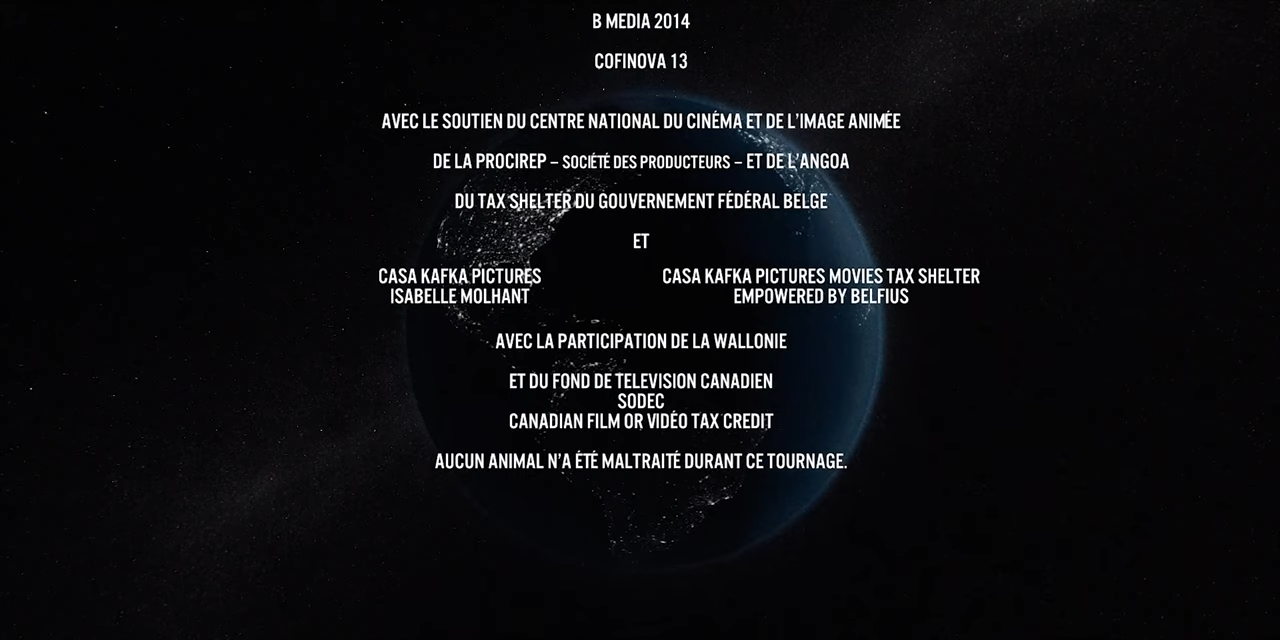 B MEDIA 2014
COFINOVA 13
AVEC LE SOUTIEN DU CENTRE NATIONAL DU CINÉMA ET DE L'IMAGE ANIMÉE
DE LA PROCIREP – SOCIÉTÉ DES PRODUCTEURS – ET DE L'ANGOA
DU TAX SHELTER DU GOUVERNEMENT FÉDÉRAL BELGE
ET
CASA KAFKA PICTURES
ISABELLE MOLHANT
CASA KAFKA PICTURES MOVIES TAX SHELTER
EMPOWERED BY BELFIUS
AVEC LA PARTICIPATION DE LA WALLONIE
ET DU FOND DE TELEVISION CANADIEN
SODEC
CANADIAN FILM OR VIDÉO TAX CREDIT
AUCUN ANIMAL N'A ÉTÉ MALTRAITÉ DURANT CE TOURNAGE.